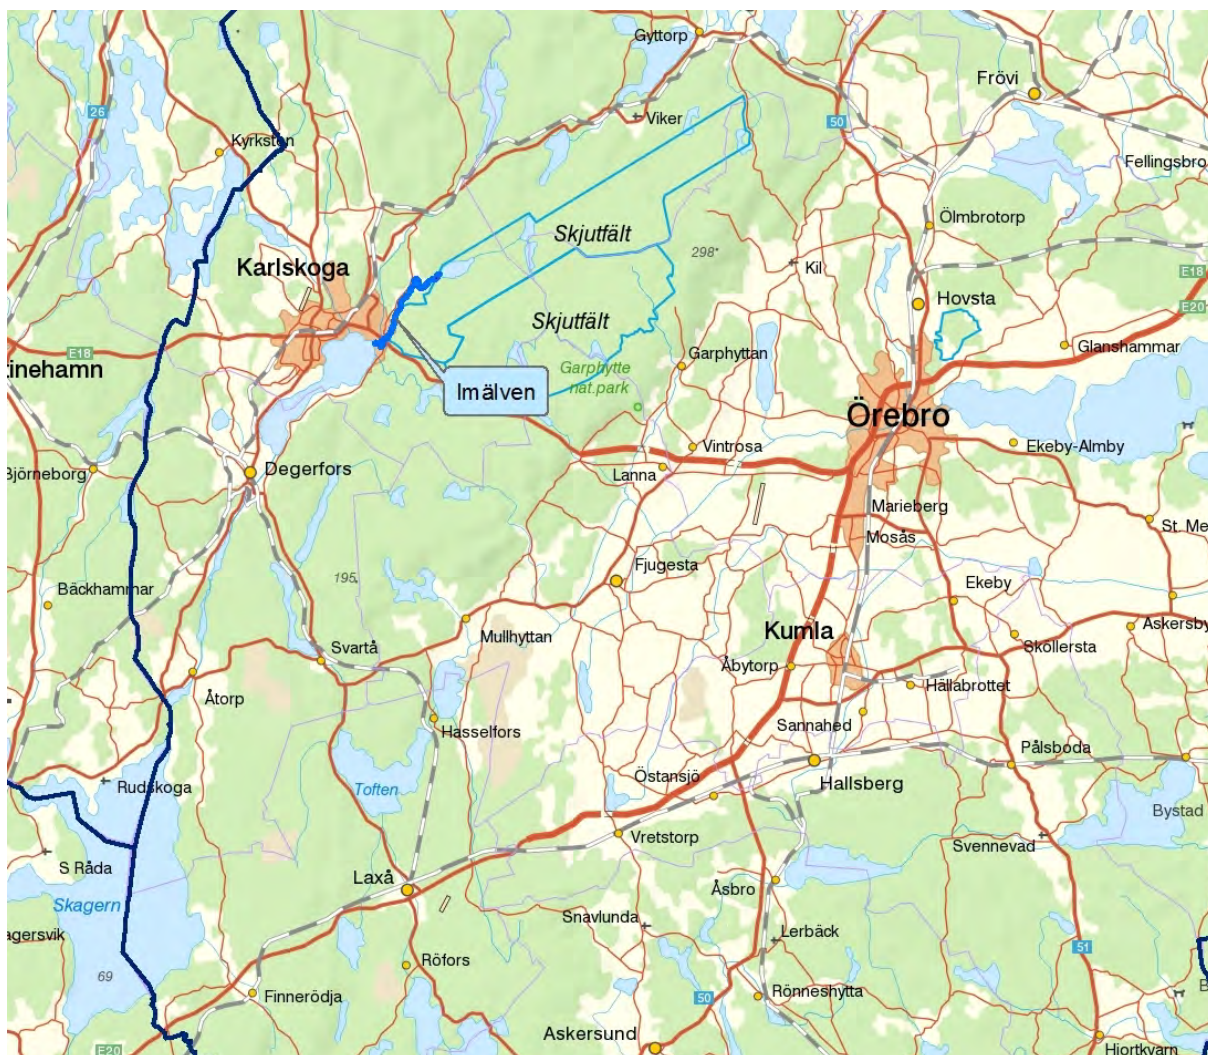 Gyttorp
Frövi
26
Viker
50
Kyrksten
Fellingsbro
Ölmbrotorp
Skjutfält
298
Karlskoga
Kil
E18
E20
Hovsta
Skjutfält
E18
Glanshammar
Garphyttan
tinehamn
Garphytte
nat.park
Imälven
Örebro
Ekeby-Almby
Vintrosa
Björneborg
Degerfors
Lanna
Marieberg
St. Me
Mosås
Fjugesta
195
Bäckhammar
Ekeby
Mullhyttan
Kumla
Askersby
Svartå
Sköllersta
Åbytorp
Åtorp
Hällabrottet
Hasselfors
Sannahed
Pålsboda
Östansjö
Rudskoga
Toften
Hallsberg
Bystad
Vretstorp
Svennevad
S Råda
Laxå
Åsbro
Skagern
Snavlunda
agersvik
Lerbäck
51
Röfors
69
Finnerödja
50
Rönneshytta
B
Askersund
E20
Hjortkvarn